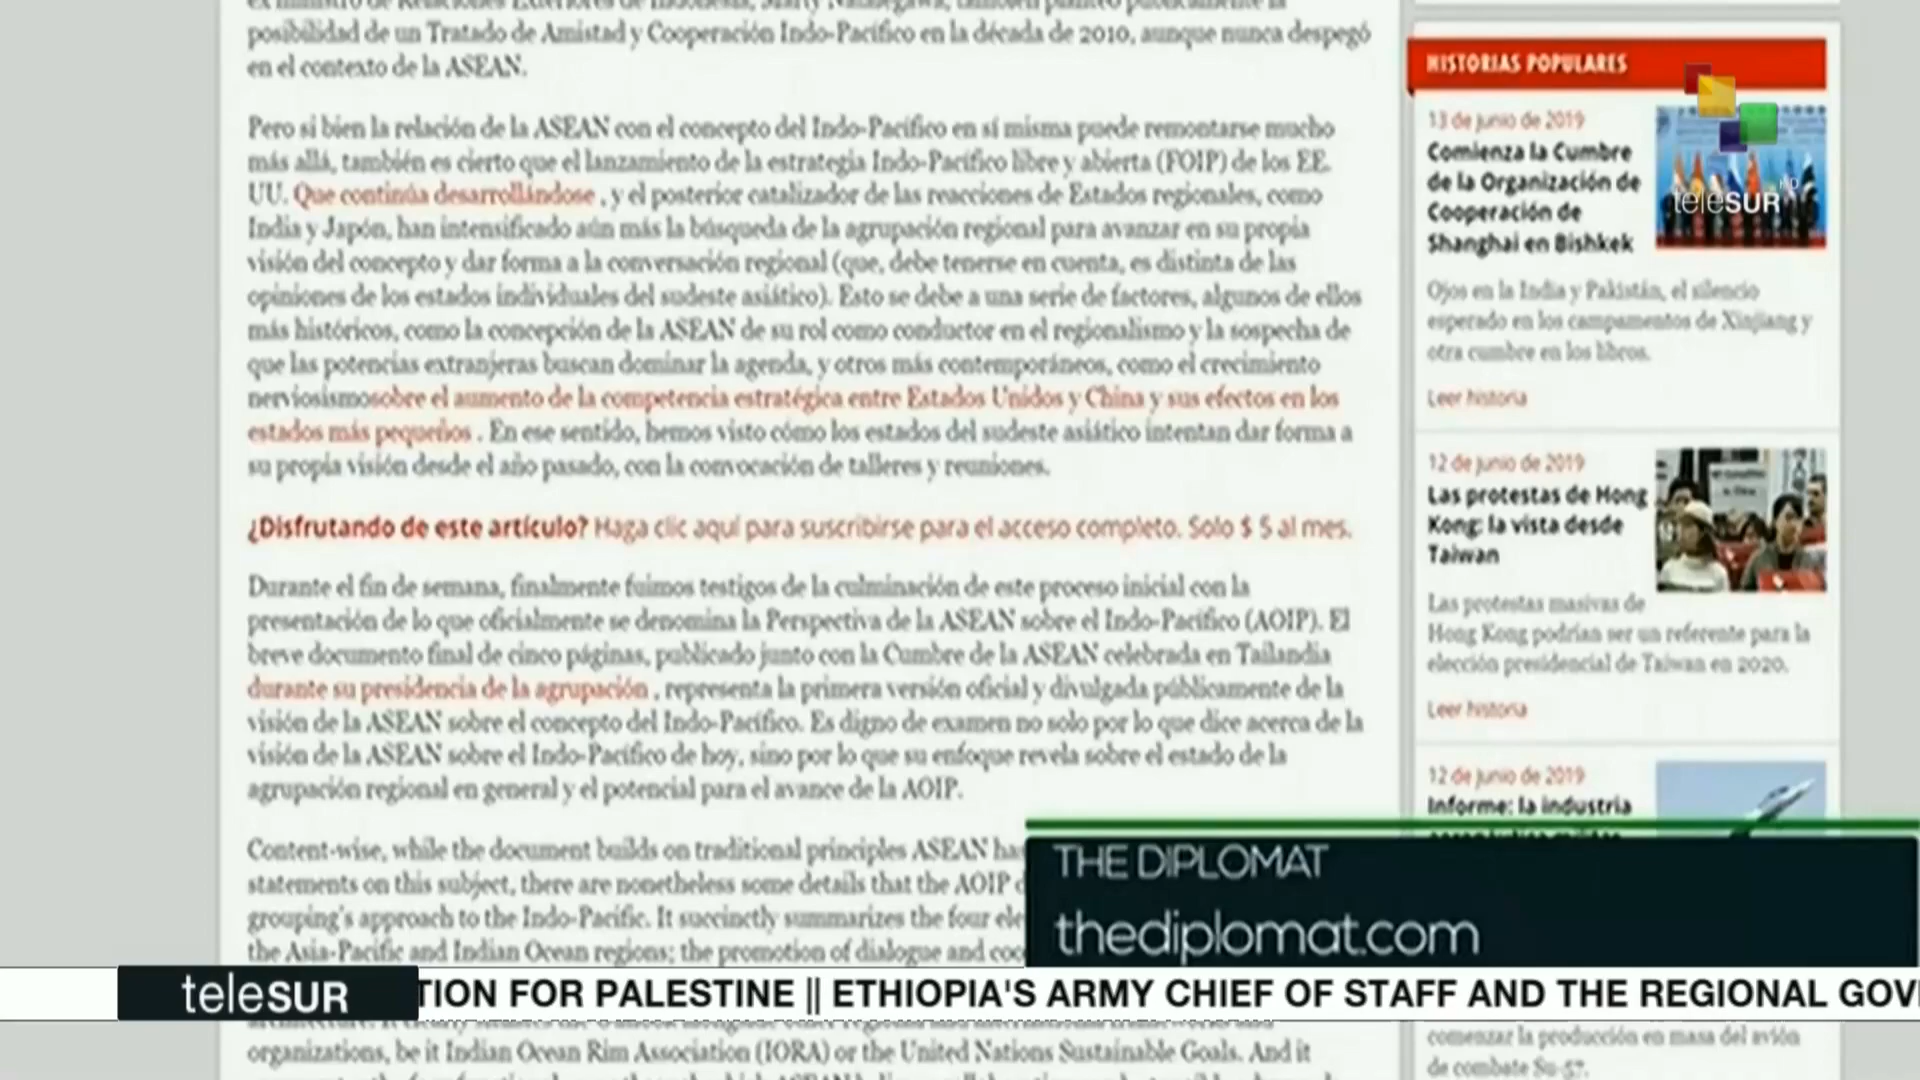 posibilidad de un Tratado de Amistad y Cooperación Indo-Pacífico en la década de 2010, aunque nunca despegó
en el contexto de la ASEAN.
Pero si bien la relación de la ASEAN con el concepto del Indo-Pacífico en sí misma puede remontarse mucho
más allá, también es cierto que el lanzamiento de la estrategia Indo-Pacífico libre y abierta (FOIP) de los EE.
UU. Que continúa desarrollándose , y el posterior catalizador de las reacciones de Estados regionales, como
India y Japón, han intensificado aún más la búsqueda de la agrupación regional para avanzar en su propia
visión del concepto y dar forma a la conversación regional (que, debe tenerse en cuenta, es distinta de las
opiniones de los estados individuales del sudeste asiático). Esto se debe a una serie de factores, algunos de ellos
más históricos, como la concepción de la ASEAN de su rol como conductor en el regionalismo y la sospecha de
que las potencias extranjeras buscan dominar la agenda, y otros más contemporáneos, como el crecimiento
nerviosismosobre el aumento de la competencia estratégica entre Estados Unidos y China y sus efectos en los
estados más pequeños . En ese sentido, hemos visto cómo los estados del sudeste asiático intentan dar forma a
su propia visión desde el año pasado, con la convocación de talleres y reuniones.
¿Disfrutando de este artículo? Haga clic aquí para suscribirse para el acceso completo. Solo $ 5 al mes.
Durante el fin de semana, finalmente fuimos testigos de la culminación de este proceso inicial con la
presentación de lo que oficialmente se denomina la Perspectiva de la ASEAN sobre el Indo-Pacífico (AOIP). El
breve documento final de cinco páginas, publicado junto con la Cumbre de la ASEAN celebrada en Tailandia
durante su presidencia de la agrupación , representa la primera versión oficial y divulgada públicamente de la
visión de la ASEAN sobre el concepto del Indo-Pacífico. Es digno de examen no solo por lo que dice acerca de la
visión de la ASEAN sobre el Indo-Pacífico de hoy, sino por lo que su enfoque revela sobre el estado de la
agrupación regional en general y el potencial para el avance de la AOIP.
Content-wise, while the document builds on traditional principles ASEAN ha
statements on this subject, there are nonetheless some details that the AOIP
grouping's approach to the Indo-Pacific. It succinctly summarizes the four ele
the Asia-Pacific and Indian Ocean regions; the promotion of dialogue and coo
organizations, be it Indian Ocean Rim Association (IORA) or the United Nations Sustainable Goals. And it
HISTORIAS POPULARES
13 de junio de 2019
Comienza la Cumbre
de la Organización de
Cooperación de
Shanghai en Bishkek
Ojos en la India y Pakistán, el silencio
esperado en los campamentos de Xinjiang y
otra cumbre en los libros.
Leer historia
12 de junio de 2019
Las protestas de Hong
Kong: la vista desde
Taiwan
Las protestas masivas de
Hong Kong podrían ser un referente para la
elección presidencial de Taiwan en 2020.
Leer historia
12 de junio de 2019
Informe: la industria
comenzar la producción en masa del avión
de combate Su-57.
teleSUR HD
THE DIPLOMAT
thediplomat.com
teleSUR
TION FOR PALESTINE || ETHIOPIA'S ARMY CHIEF OF STAFF AND THE REGIONAL GOV